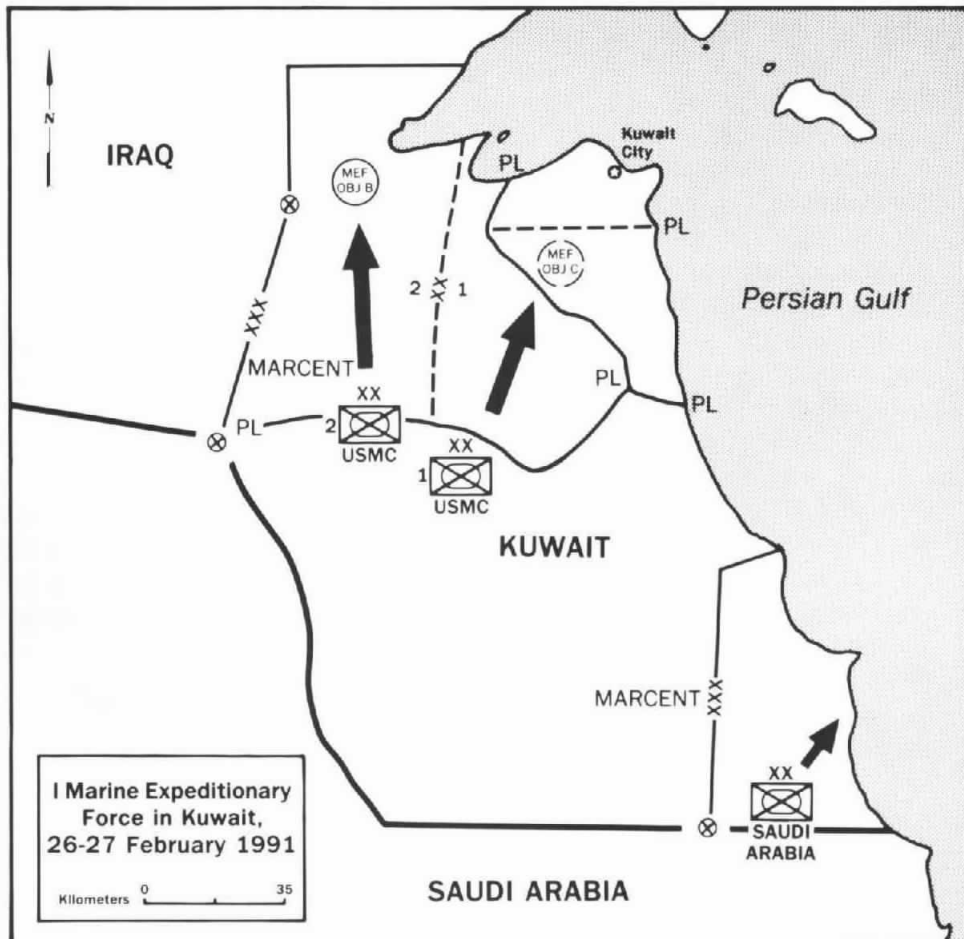 N
IRAQ
MEF
OBJ B
PL
Kuwait
City
PL
MEF
OBJ C
2 XX 1
Persian Gulf
XXX
MARCENT
XX
PL
PL
PL
2
USMC
XX
1
USMC
KUWAIT
MARCENT
XXX
XX
SAUDI
ARABIA
I Marine Expeditionary
Force in Kuwait,
26-27 February 1991
Kilometers 0 35
SAUDI ARABIA